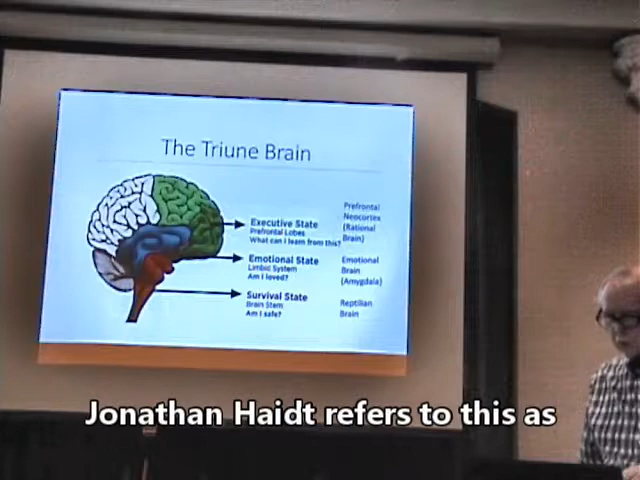 The Triune Brain
Executive State
Prefrontal Lobes
What can I learn from this?
Prefrontal
Neocortex
(Rational
Brain)
Emotional State
Limbic System
Am I loved?
Emotional
Brain
(Amygdala)
Survival State
Brain Stem
Am I safe?
Reptilian
Brain
Jonathan Haidt refers to this as